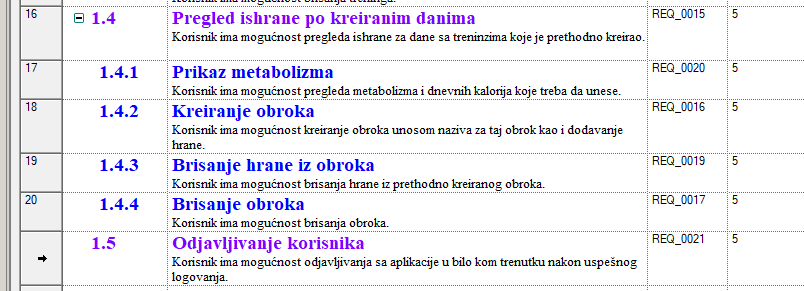 Korisnik ima mogućnost brisanja treninga.
16 1.4 Pregled ishrane po kreiranim danima REQ_0015 5
Korisnik ima mogućnost pregleda ishrane za dane sa treninzima koje je prethodno kreirao.
17 1.4.1 Prikaz metabolizma REQ_0020 5
Korisnik ima mogućnost pregleda metabolizma i dnevnih kalorija koje treba da unese.
18 1.4.2 Kreiranje obroka REQ_0016 5
Korisnik ima mogućnost kreiranje obroka unosom naziva za taj obrok kao i dodavanje
hrane.
19 1.4.3 Brisanje hrane iz obroka REQ_0019 5
Korisnik ima mogućnost brisanja hrane iz prethodno kreiranog obroka.
20 1.4.4 Brisanje obroka REQ_0017 5
Korisnik ima mogućnost brisanja obroka.
1.5 Odjavljivanje korisnika REQ_0021 5
Korisnik ima mogućnost odjavljivanja sa aplikacije u bilo kom trenutku nakon uspešnog
logovanja.